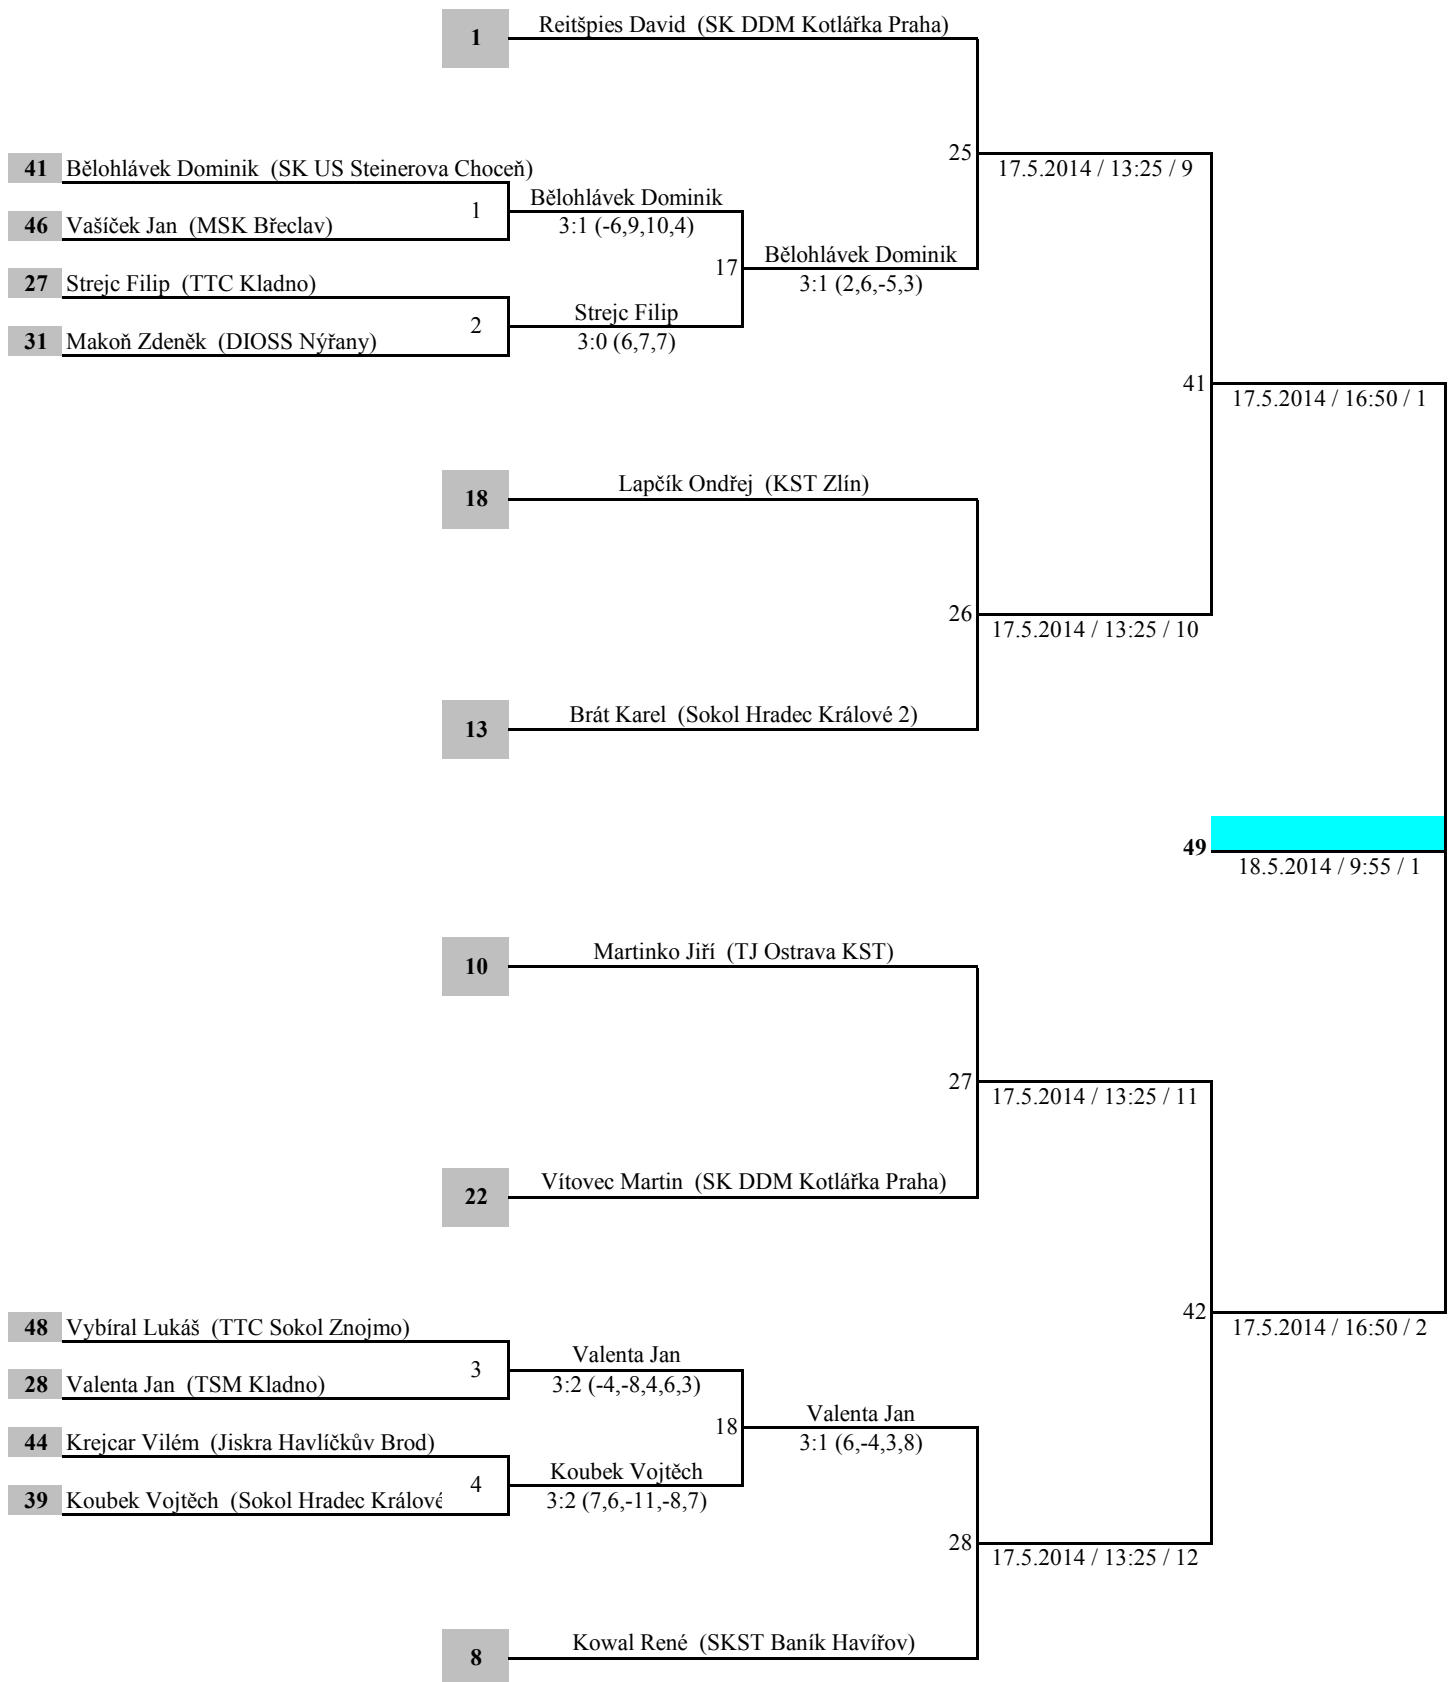 1 Reitšpies David (SK DDM Kotlářka Praha)
25 17.5.2014 / 13:25 / 9
41 Bělohlávek Dominik (SK US Steinerova Choceň)
1 Bělohlávek Dominik
46 Vašíček Jan (MSK Břeclav)
3:1 (-6,9,10,4)
17 Bělohlávek Dominik
3:1 (2,6,-5,3)
27 Strejc Filip (TTC Kladno)
2 Strejc Filip
31 Makoň Zdeněk (DIOSS Nýřany)
3:0 (6,7,7)
41 17.5.2014 / 16:50 / 1
18 Lapčík Ondřej (KST Zlín)
26 17.5.2014 / 13:25 / 10
13 Brát Karel (Sokol Hradec Králové 2)
49 18.5.2014 / 9:55 / 1
10 Martinko Jiří (TJ Ostrava KST)
27 17.5.2014 / 13:25 / 11
22 Vítovec Martin (SK DDM Kotlářka Praha)
42 17.5.2014 / 16:50 / 2
48 Vybíral Lukáš (TTC Sokol Znojmo)
3 Valenta Jan
28 Valenta Jan (TSM Kladno)
3:2 (-4,-8,4,6,3)
18 Valenta Jan
3:1 (6,-4,3,8)
44 Krejcar Vilém (Jiskra Havlíčkův Brod)
4 Koubek Vojtěch
39 Koubek Vojtěch (Sokol Hradec Králové
3:2 (7,6,-11,-8,7)
28 17.5.2014 / 13:25 / 12
8 Kowal René (SKST Baník Havířov)